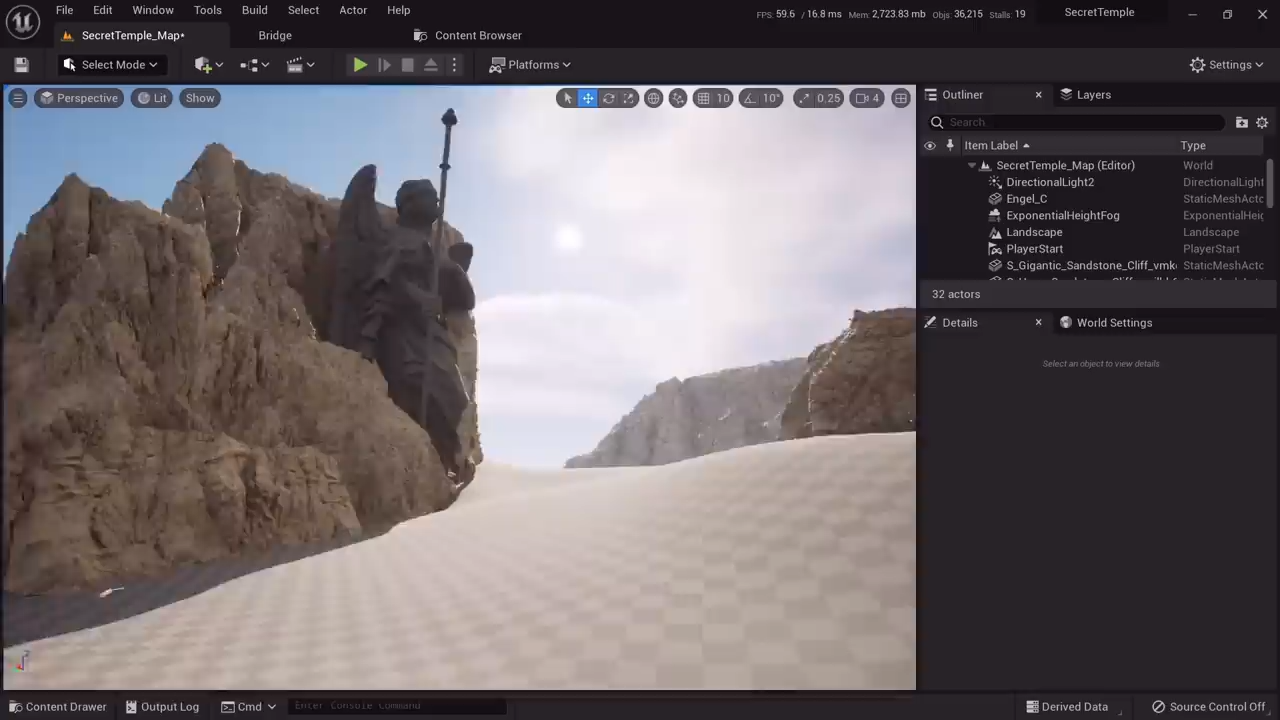 File Edit Window Tools Build Select Actor Help
FPS: 59.6 / 16.8 ms Mem: 2,723.83 mb Objs: 36,215 Stalls: 19
SecretTemple
SecretTemple_Map*
Bridge
Content Browser
Select Mode
Platforms
Settings
Perspective
Lit
Show
10
10°
0.25
4
Outliner
Layers
Search...
Item Label
Type
SecretTemple_Map (Editor) World
DirectionalLight2 DirectionalLight
Engel_C StaticMeshActo
ExponentialHeightFog ExponentialHeig
Landscape Landscape
PlayerStart PlayerStart
S_Gigantic_Sandstone_Cliff_vmk StaticMeshActo
32 actors
Details
World Settings
Select an object to view details
Content Drawer
Output Log
Cmd
Enter Console Command
Derived Data
Source Control Off